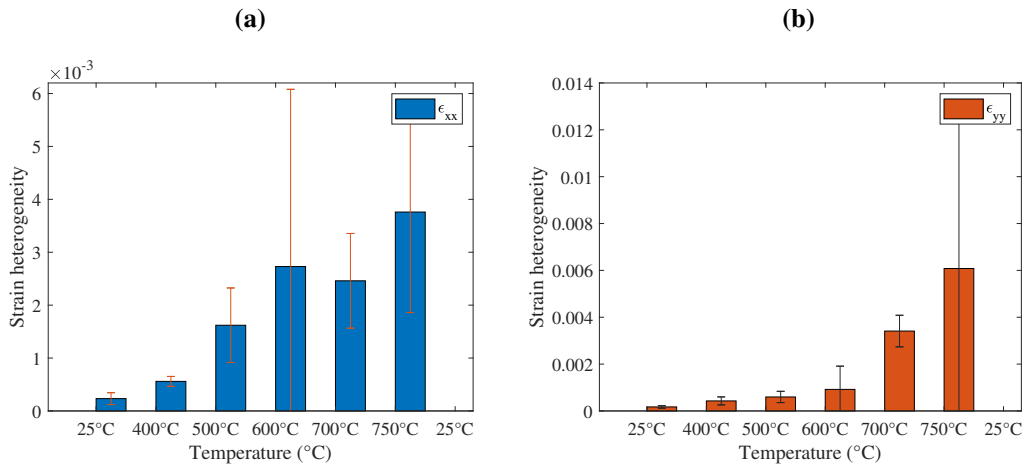 (a)
×10⁻³
6
5
4
3
2
1
0
Strain heterogeneity
ϵxx
25°C 400°C 500°C 600°C 700°C 750°C 25°C
Temperature (°C)
(b)
0.014
0.012
0.01
0.008
0.006
0.004
0.002
0
Strain heterogeneity
ϵyy
25°C 400°C 500°C 600°C 700°C 750°C 25°C
Temperature (°C)